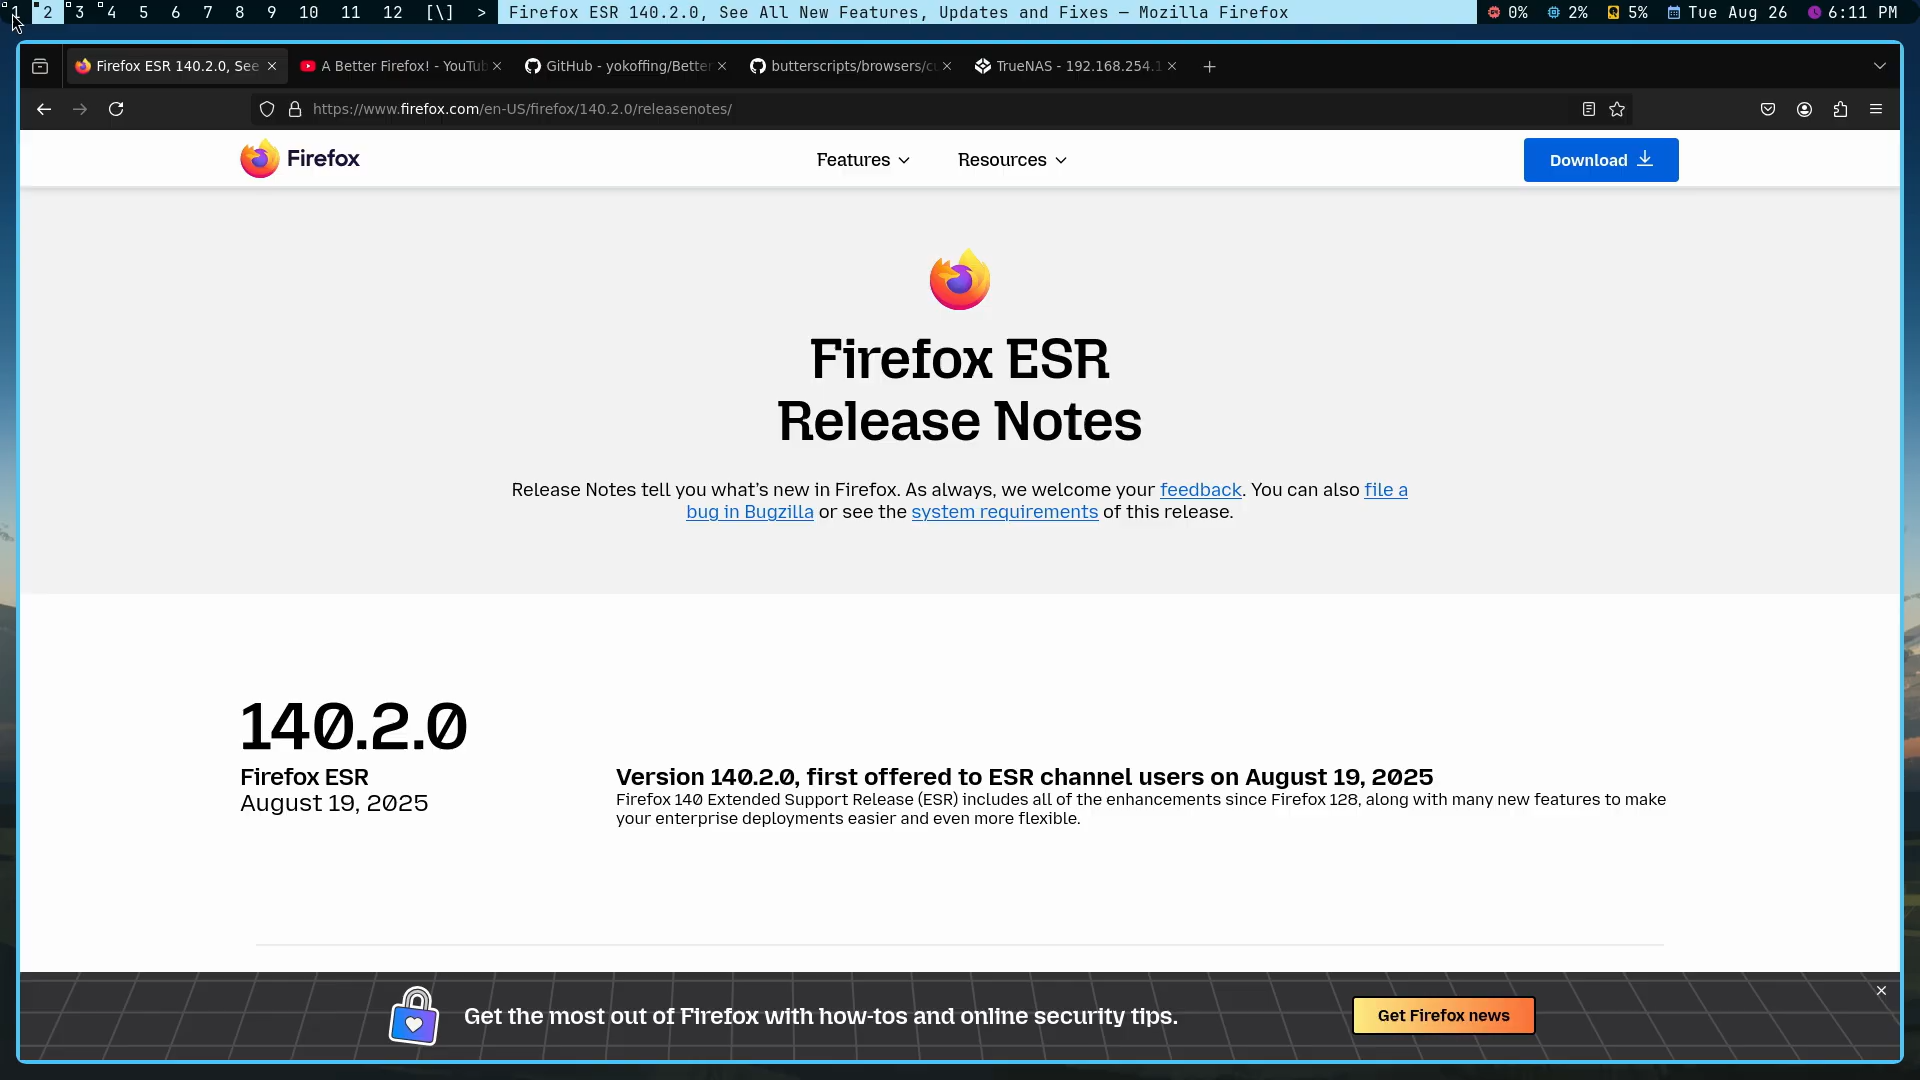 1 2 3 4 5 6 7 8 9 10 11 12 [\] > Firefox ESR 140.2.0, See All New Features, Updates and Fixes — Mozilla Firefox 0% 2% 5% Tue Aug 26 6:11 PM
Firefox ESR 140.2.0, See A Better Firefox! - YouTub GitHub - yokoffing/Better butterscripts/browsers/cu TrueNAS - 192.168.254.1
https://www.firefox.com/en-US/firefox/140.2.0/releasenotes/
Firefox Features Resources Download
Firefox ESR
Release Notes
Release Notes tell you what’s new in Firefox. As always, we welcome your feedback. You can also file a
bug in Bugzilla or see the system requirements of this release.
140.2.0
Firefox ESR
August 19, 2025
Version 140.2.0, first offered to ESR channel users on August 19, 2025
Firefox 140 Extended Support Release (ESR) includes all of the enhancements since Firefox 128, along with many new features to make
your enterprise deployments easier and even more flexible.
Get the most out of Firefox with how-tos and online security tips. Get Firefox news